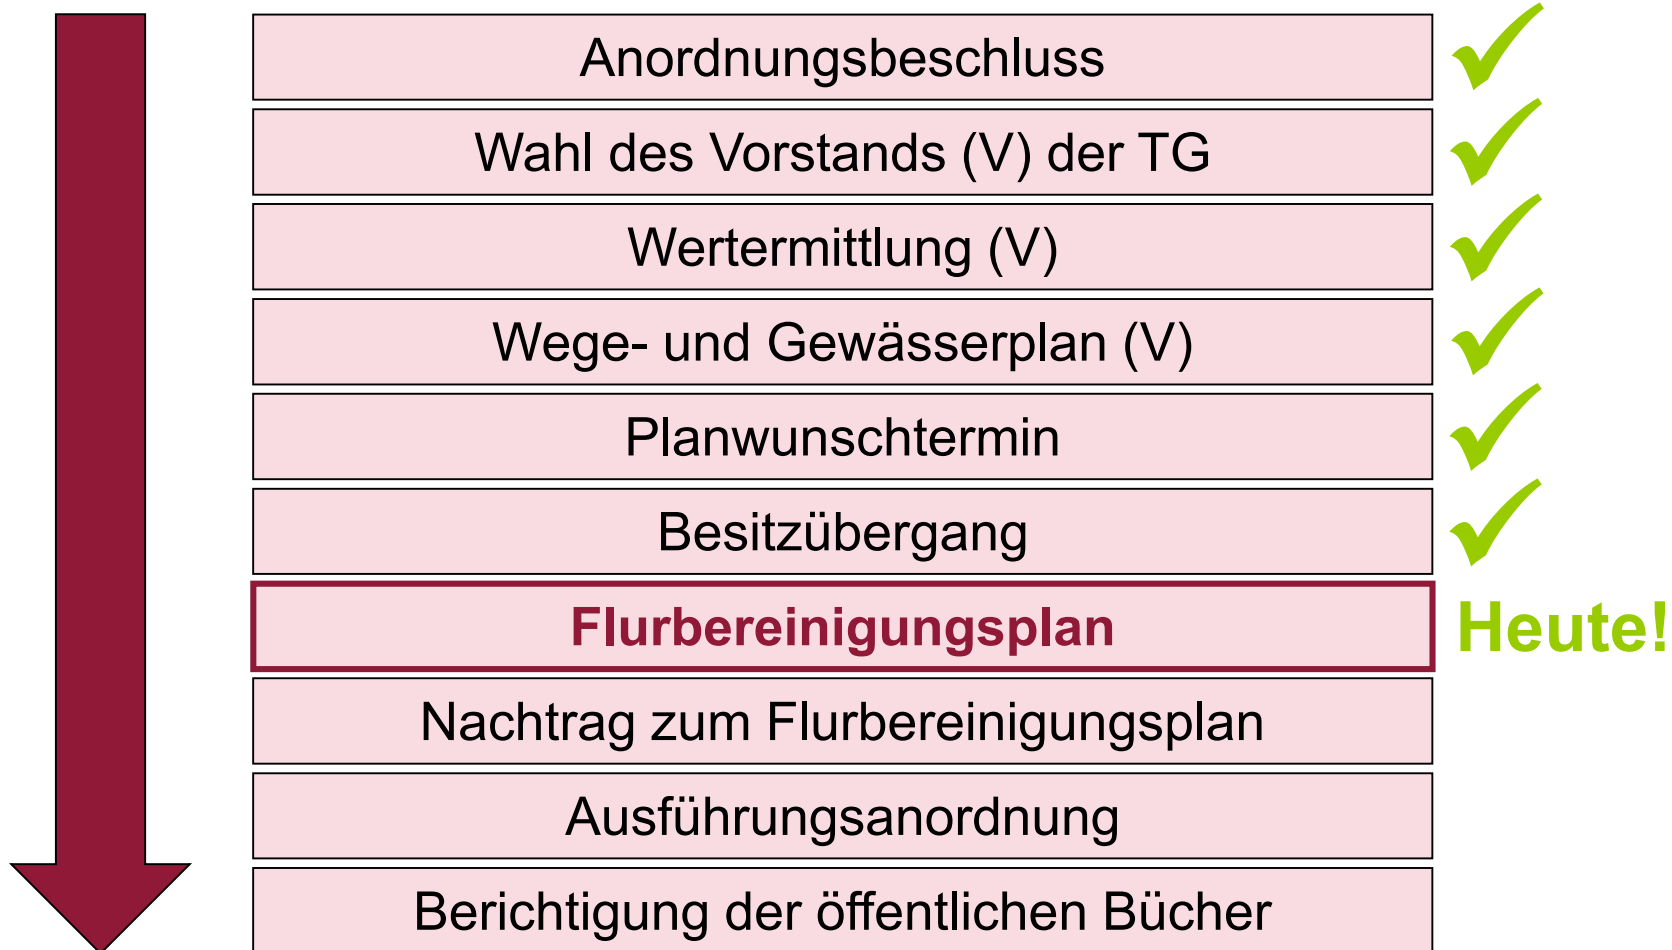 Anordnungsbeschluss
Wahl des Vorstands (V) der TG
Wertermittlung (V)
Wege- und Gewässerplan (V)
Planwunschtermin
Besitzübergang
Flurbereinigungsplan
Heute!
Nachtrag zum Flurbereinigungsplan
Ausführungsanordnung
Berichtigung der öffentlichen Bücher